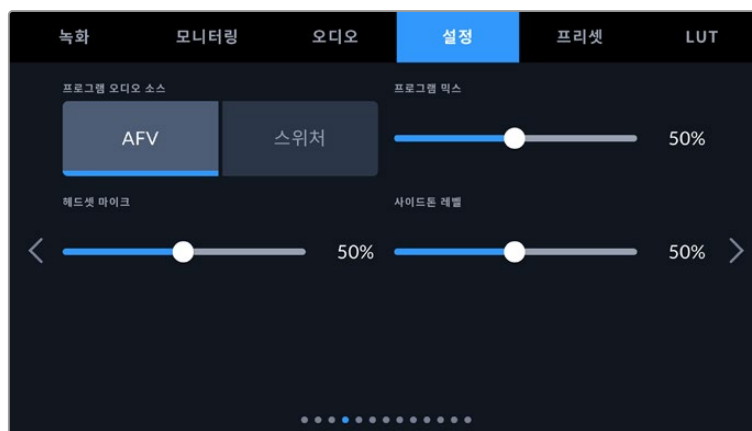 녹화 모니터링 오디오 설정 프리셋 LUT
프로그램 오디오 소스 프로그램 믹스
AFV 스위처 50%
헤드셋 마이크 사이드톤 레벨
50% 50%